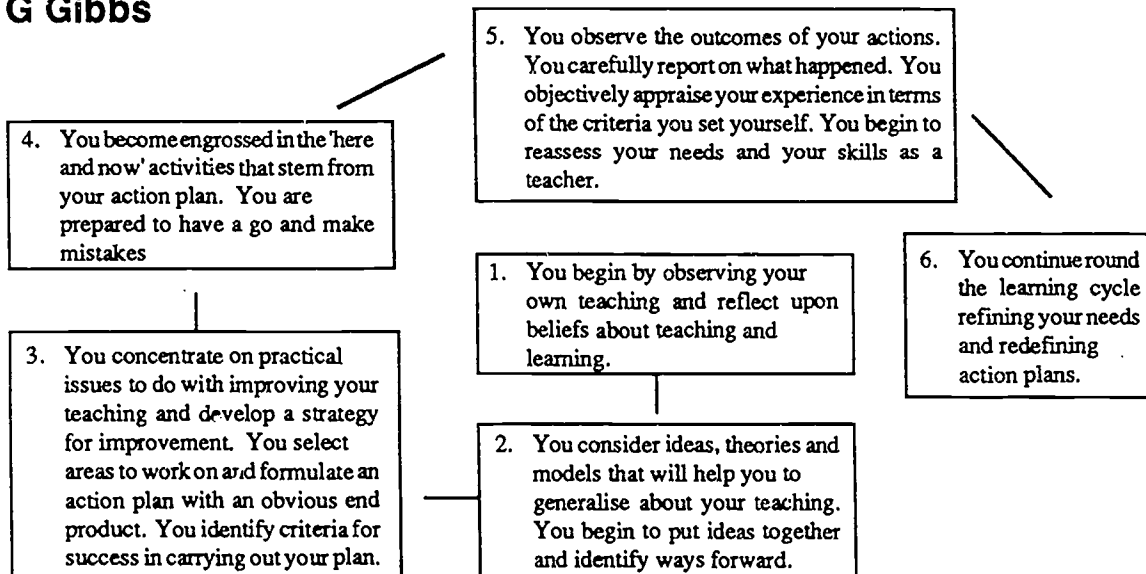 G Gibbs
5. You observe the outcomes of your actions.
You carefully report on what happened. You
objectively appraise your experience in terms
of the criteria you set yourself. You begin to
reassess your needs and your skills as a
teacher.
4. You become engrossed in the 'here
and now' activities that stem from
your action plan. You are
prepared to have a go and make
mistakes
1. You begin by observing your
own teaching and reflect upon
beliefs about teaching and
learning.
6. You continue round
the learning cycle
refining your needs
and redefining
action plans.
3. You concentrate on practical
issues to do with improving your
teaching and develop a strategy
for improvement. You select
areas to work on and formulate an
action plan with an obvious end
product. You identify criteria for
success in carrying out your plan.
2. You consider ideas, theories and
models that will help you to
generalise about your teaching.
You begin to put ideas together
and identify ways forward.